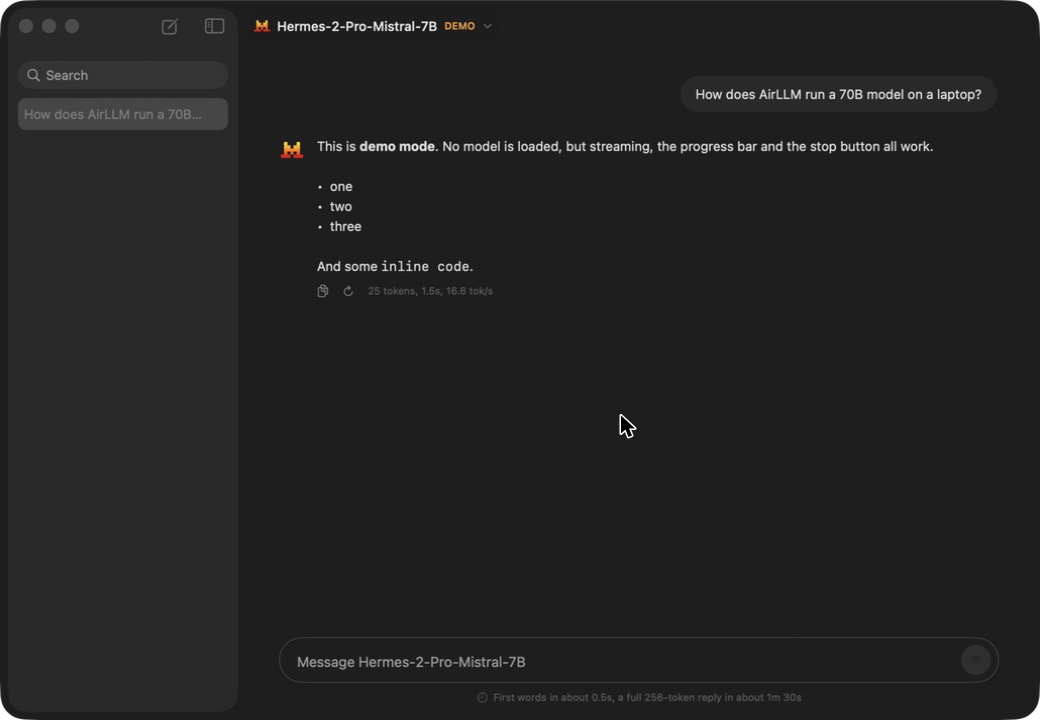 Hermes-2-Pro-Mistral-7B DEMO
Search
How does AirLLM run a 70B...
How does AirLLM run a 70B model on a laptop?
This is demo mode. No model is loaded, but streaming, the progress bar and the stop button all work.
• one
• two
• three
And some inline code.
25 tokens, 1.5s, 16.6 tok/s
Message Hermes-2-Pro-Mistral-7B
First words in about 0.5s, a full 256-token reply in about 1m 30s